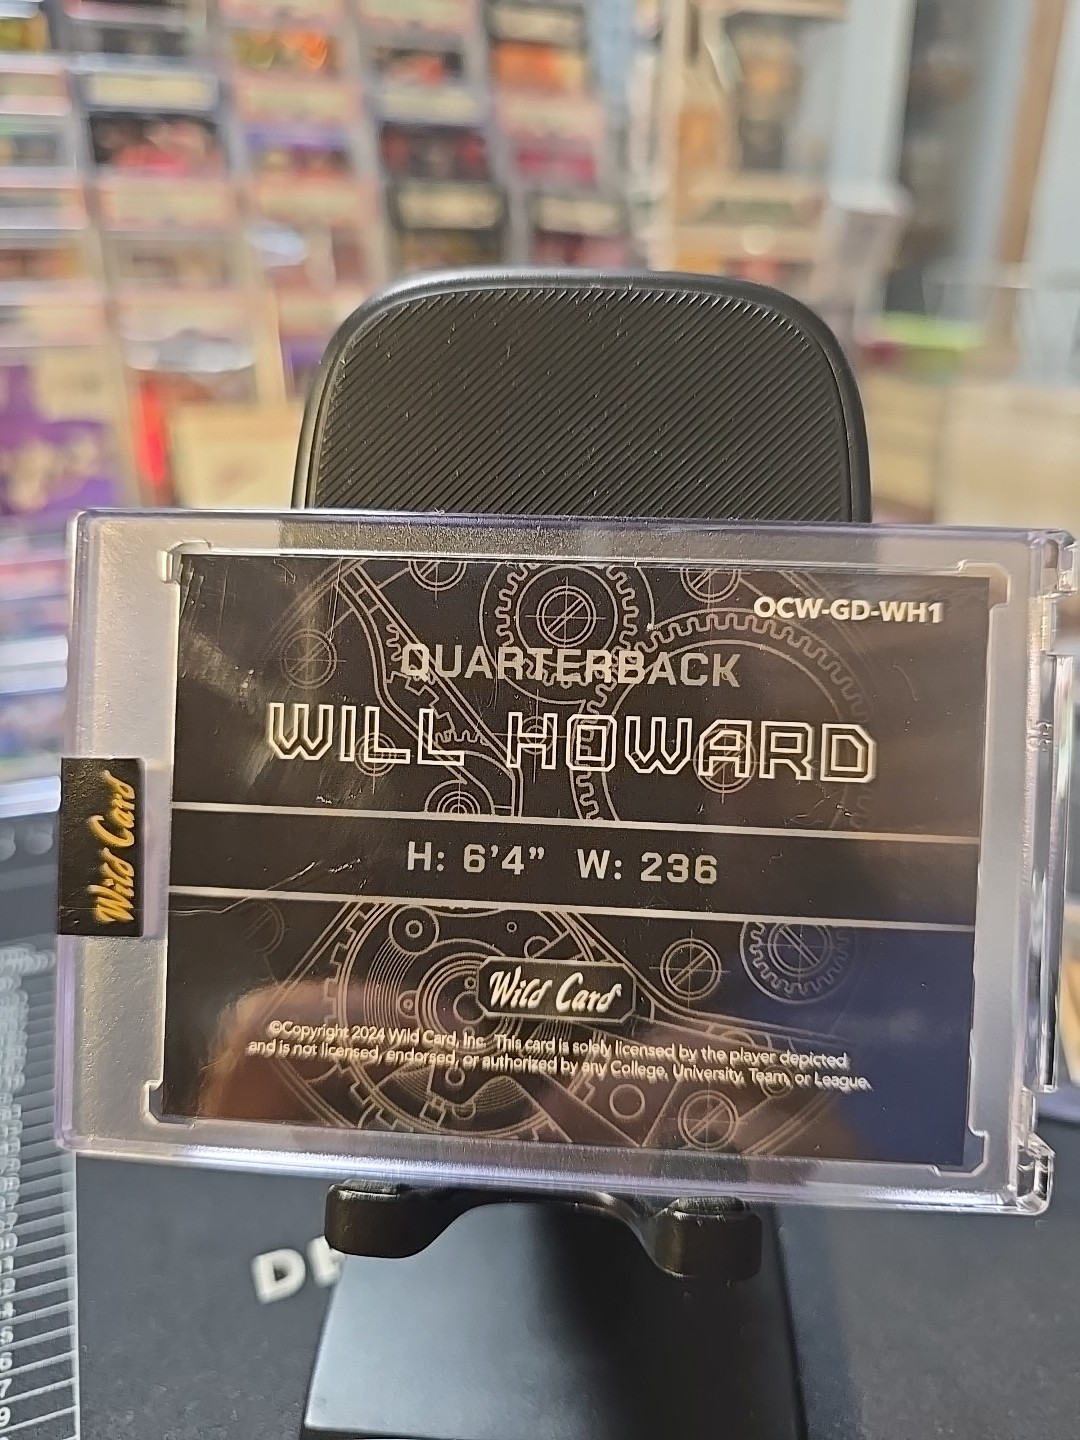 OCW-GD-WH1
QUARTERBACK
WILL HOWARD
H: 6'4" W: 236
Wild Card
Wild Card
©Copyright 2024 Wild Card, Inc. This card is solely licensed by the player depicted
and is not licensed, endorsed, or authorized by any College, University, Team, or League.